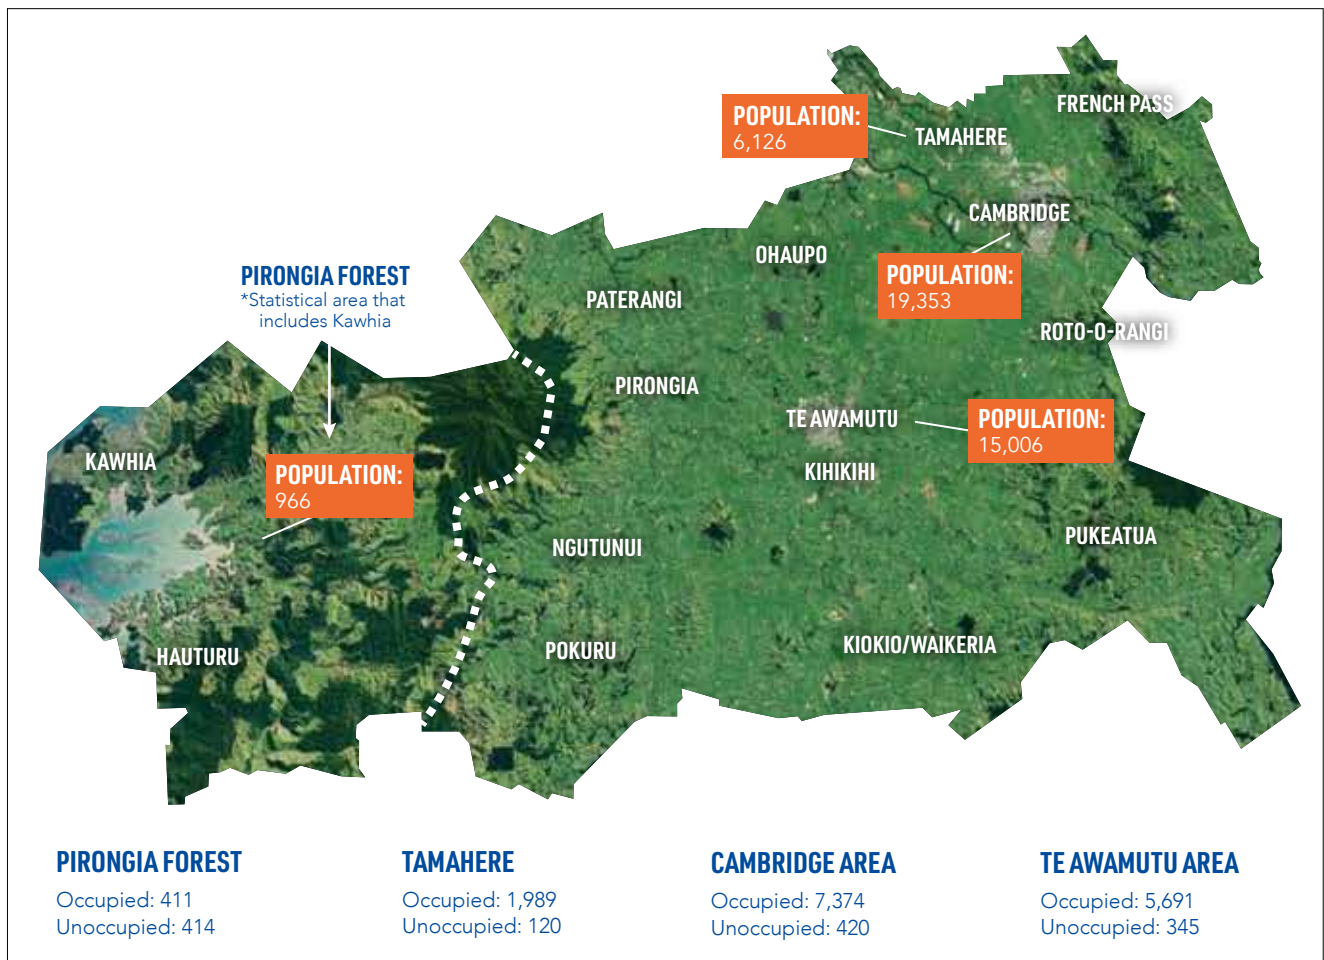 FRENCH PASS
POPULATION:
6,126
TAMAHERE
CAMBRIDGE
OHAUPO
POPULATION:
19,353
PIRONGIA FOREST
*Statistical area that
includes Kawhia
PATERANGI
ROTO-O-RANGI
PIRONGIA
TE AWAMUTU
POPULATION:
15,006
KAWHIA
POPULATION:
966
KIHIKIHI
NGUTUNUI
PUKEATUA
HAUTURU
POKURU
KIOKIO/WAIKERIA
PIRONGIA FOREST
Occupied: 411
Unoccupied: 414
TAMAHERE
Occupied: 1,989
Unoccupied: 120
CAMBRIDGE AREA
Occupied: 7,374
Unoccupied: 420
TE AWAMUTU AREA
Occupied: 5,691
Unoccupied: 345